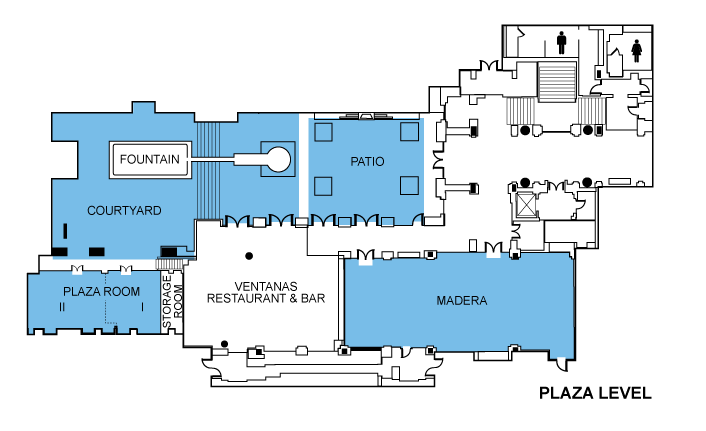 FOUNTAIN
PATIO
COURTYARD
PLAZA ROOM
II
I
STORAGE
ROOM
VENTANAS
RESTAURANT & BAR
MADERA
PLAZA LEVEL